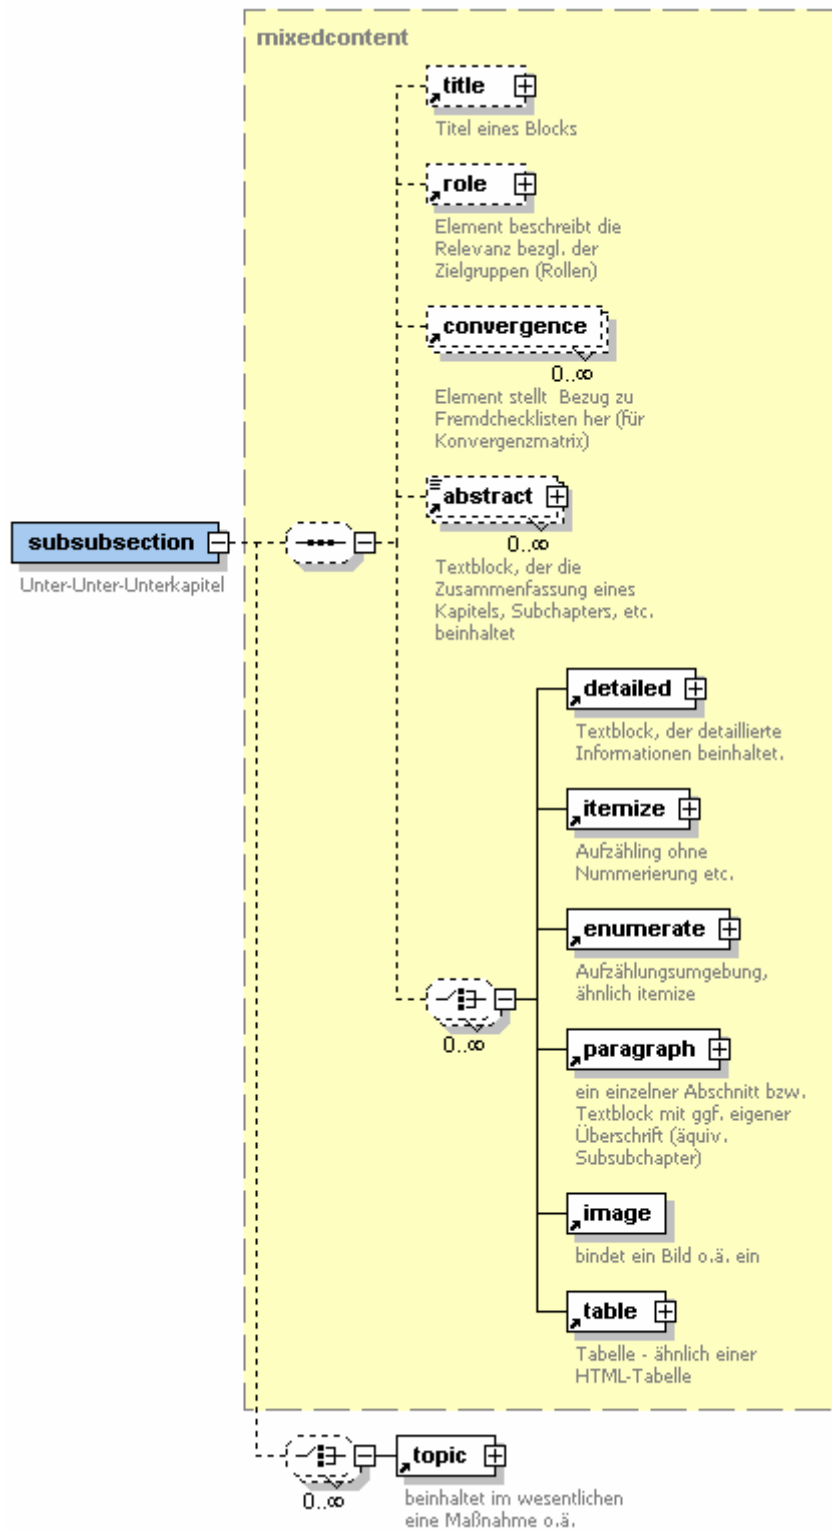 mixedcontent
title
Titel eines Blocks
role
Element beschreibt die
Relevanz bezgl. der
Zielgruppen (Rollen)
convergence
0..∞
Element stellt Bezug zu
Fremdchecklisten her (für
Konvergenzmatrix)
abstract
0..∞
Textblock, der die
Zusammenfassung eines
Kapitels, Subchapters, etc.
beinhaltet
subsubsection
Unter-Unter-Unterkapitel
detailed
Textblock, der detaillierte
Informationen beinhaltet.
itemize
Aufzähling ohne
Nummerierung etc.
enumerate
Aufzählungsumgebung,
ähnlich itemize
0..∞
paragraph
ein einzelner Abschnitt bzw.
Textblock mit ggf. eigener
Überschrift (äquiv.
Subsubchapter)
image
bindet ein Bild o.ä. ein
table
Tabelle - ähnlich einer
HTML-Tabelle
topic
0..∞
beinhaltet im wesentlichen
eine Maßnahme o.ä.